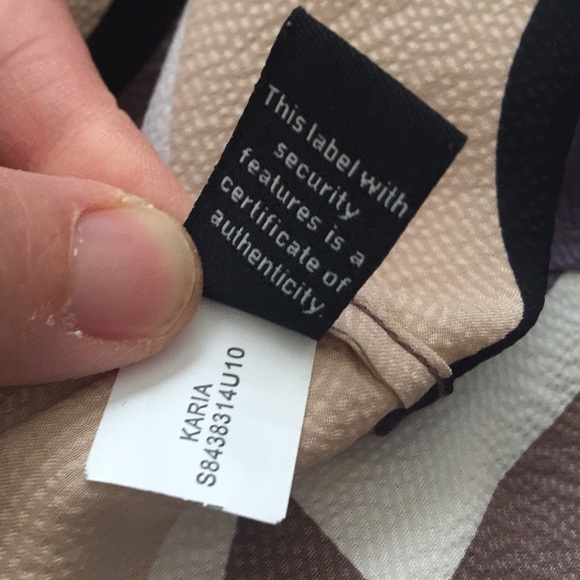 This label with
security
features is a
certificate of
authenticity.
KARIA
S8438314U10